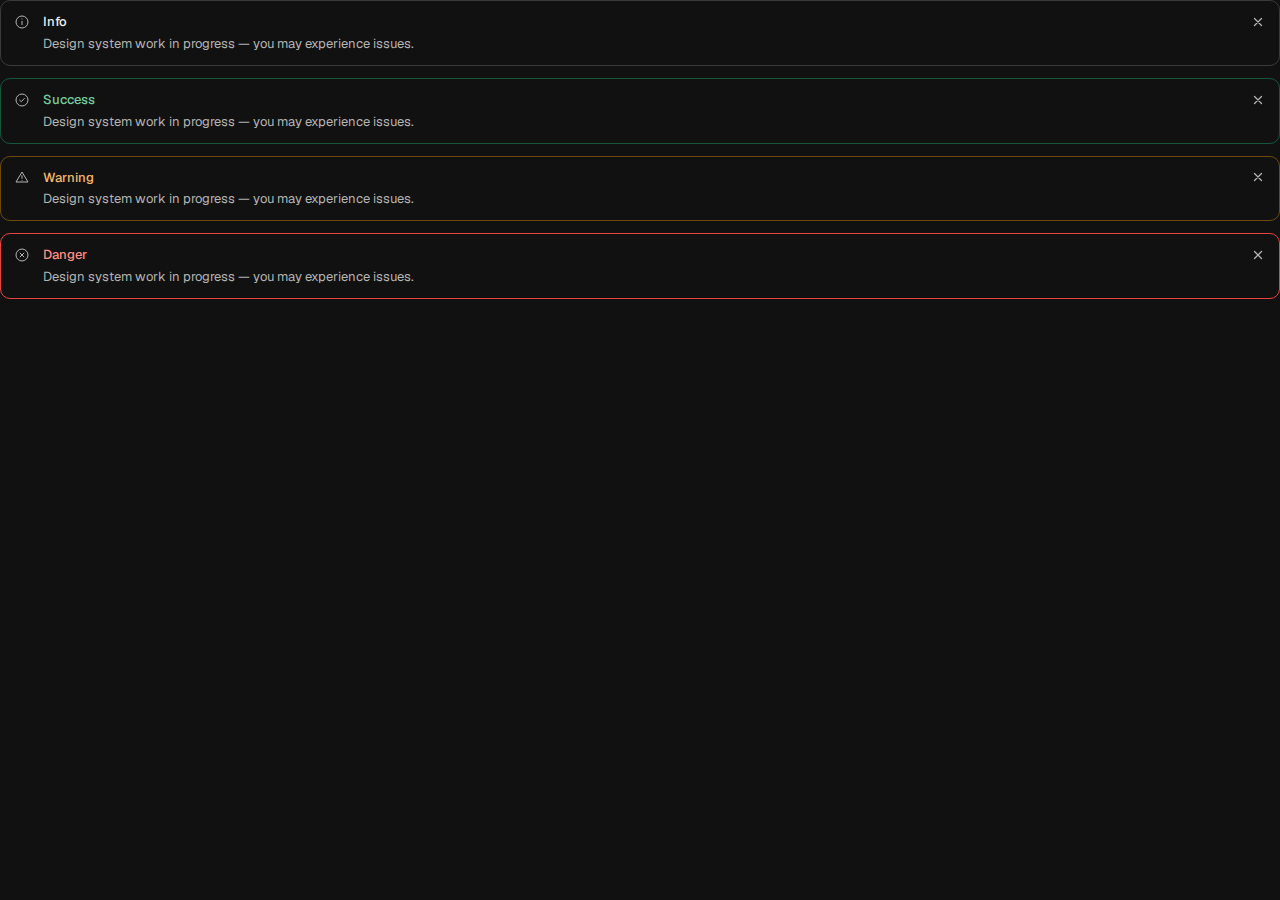 Info
Design system work in progress — you may experience issues.
Success
Design system work in progress — you may experience issues.
Warning
Design system work in progress — you may experience issues.
Danger
Design system work in progress — you may experience issues.